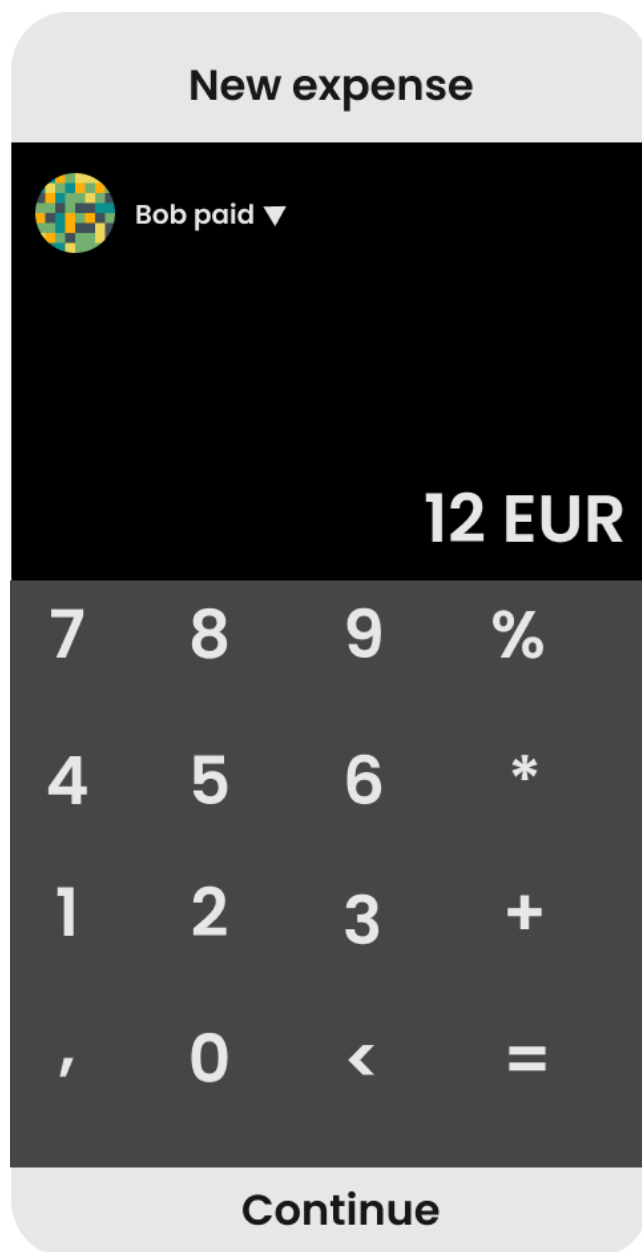 New expense
Bob paid ▼
12 EUR
7 8 9 %
4 5 6 *
1 2 3 +
, 0 < =
Continue